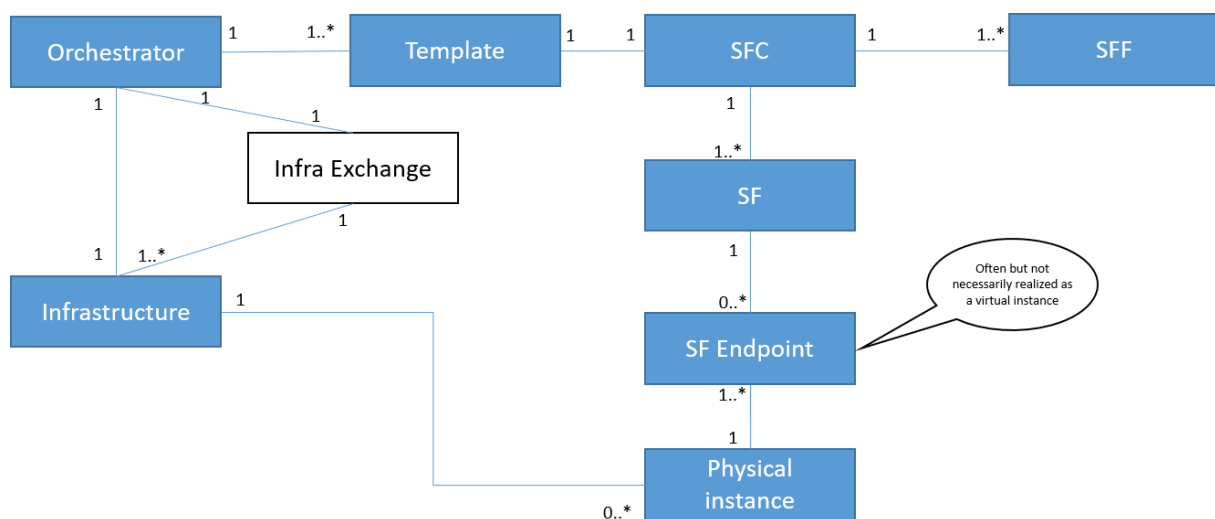 Orchestrator
1
1..*
Template
1
1
SFC
1
1..*
SFF
1
1
1
1
1..*
Infra Exchange
SF
1
1
1..*
1
Often but not
necessarily realized as
a virtual instance
Infrastructure
1
0..*
SF Endpoint
1..*
1
Physical
instance
0..*